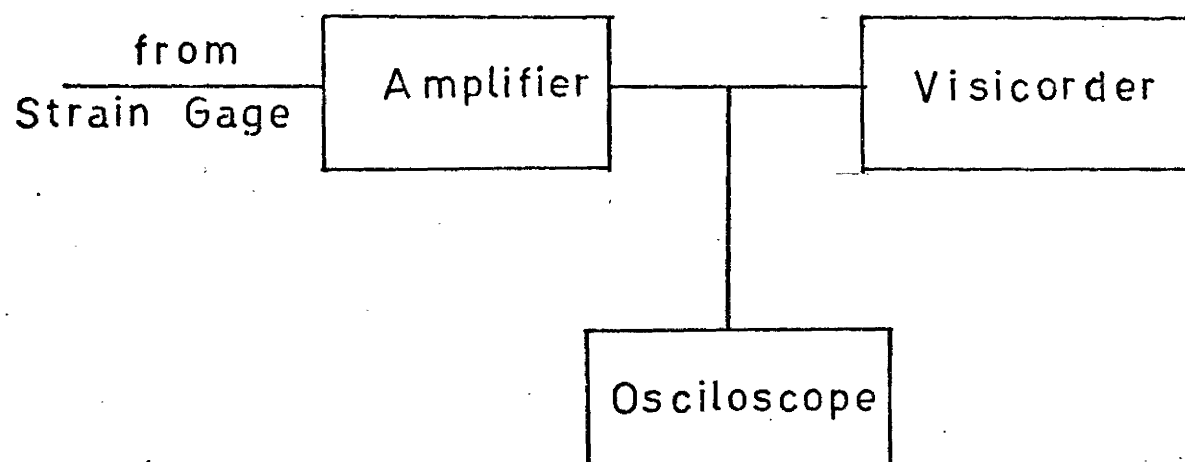 from
Strain Gage
Amplifier
Visicorder
Osciloscope